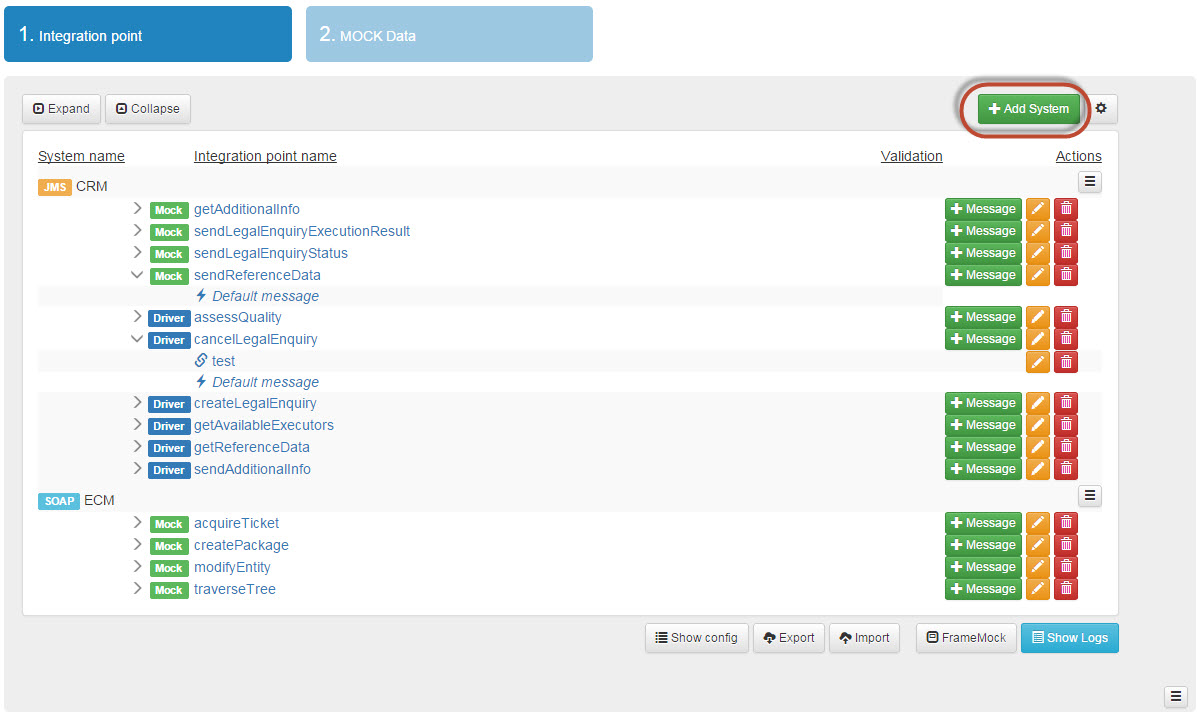 1. Integration point
2. MOCK Data
Expand Collapse Add System
System name Integration point name Validation Actions
JMS CRM
Mock getAdditionalInfo Message
Mock sendLegalEnquiryExecutionResult Message
Mock sendLegalEnquiryStatus Message
Mock sendReferenceData Message
Default message
Driver assessQuality Message
Driver cancelLegalEnquiry Message
test
Default message
Driver createLegalEnquiry Message
Driver getAvailableExecutors Message
Driver getReferenceData Message
Driver sendAdditionalInfo Message
SOAP ECM
Mock acquireTicket Message
Mock createPackage Message
Mock modifyEntity Message
Mock traverseTree Message
Show config Export Import FrameMock Show Logs